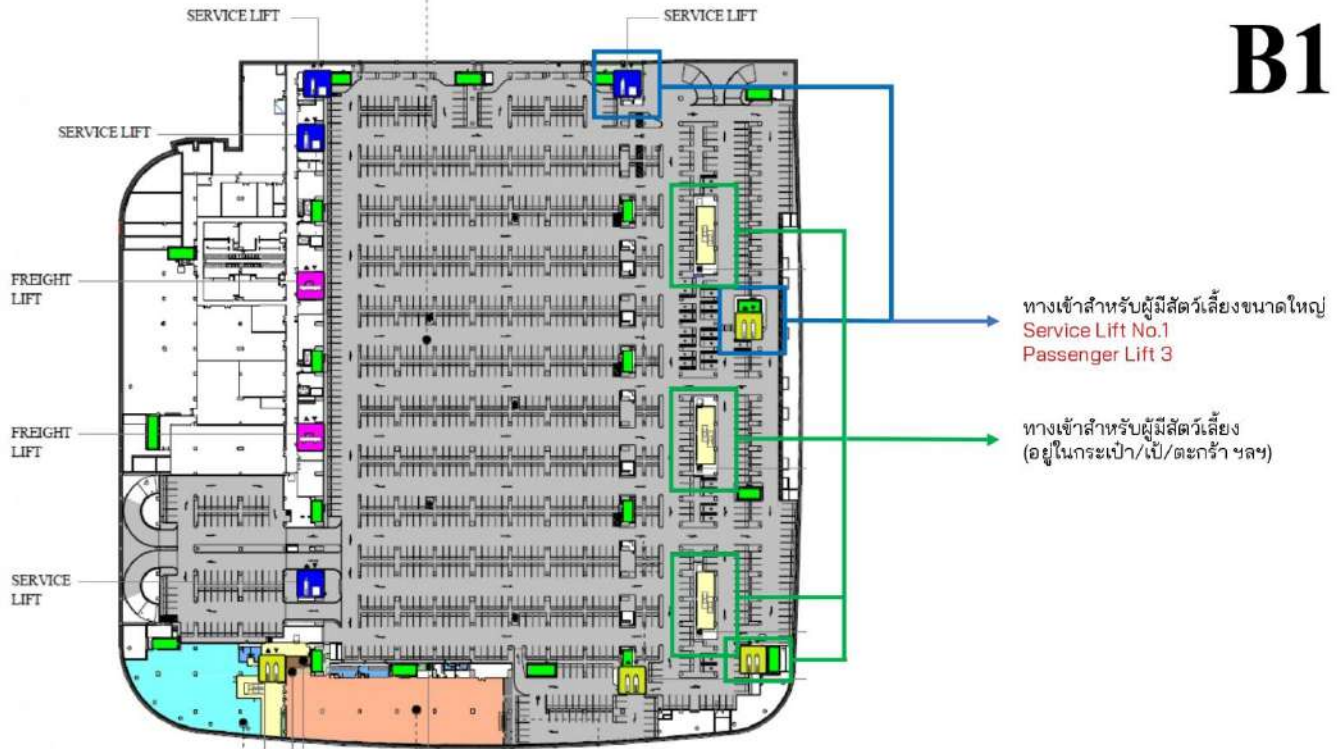 SERVICE LIFT
SERVICE LIFT
B1
SERVICE LIFT
FREIGHT
LIFT
ทางเข้าสำหรับผู้มีสัตว์เลี้ยงขนาดใหญ่
Service Lift No.1
Passenger Lift 3
FREIGHT
LIFT
ทางเข้าสำหรับผู้มีสัตว์เลี้ยง
(อยู่ในกระเป๋า/เป้/ตะกร้า ฯลฯ)
SERVICE
LIFT